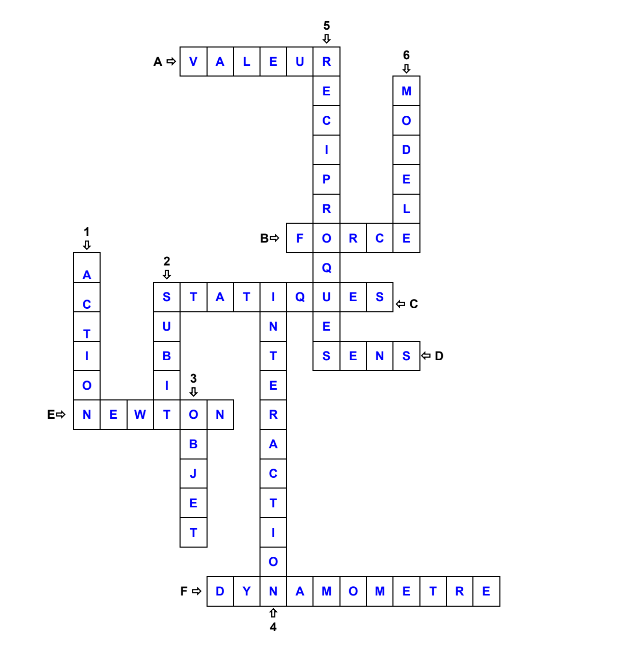 5
A ⇨ V A L E U R
6
E M
C O
I D
P E
R L
B ⇨ F O R C E
1
Q
2
A
C S T A T I Q U E S ⇦ C
T U N E
I B T S E N S ⇦ D
3
O I E
E ⇨ N E W T O N R
B A
J C
E T
T I
O
F ⇨ D Y N A M O M E T R E
4